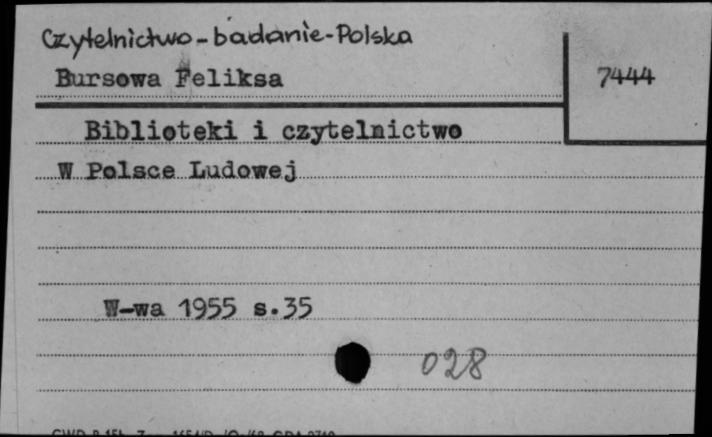 Czytelnictwo - badanie - Polska
Bursowa Feliksa
7444
Biblioteki i czytelnictwo
W Polsce Ludowej
W-wa 1955 s.35
028